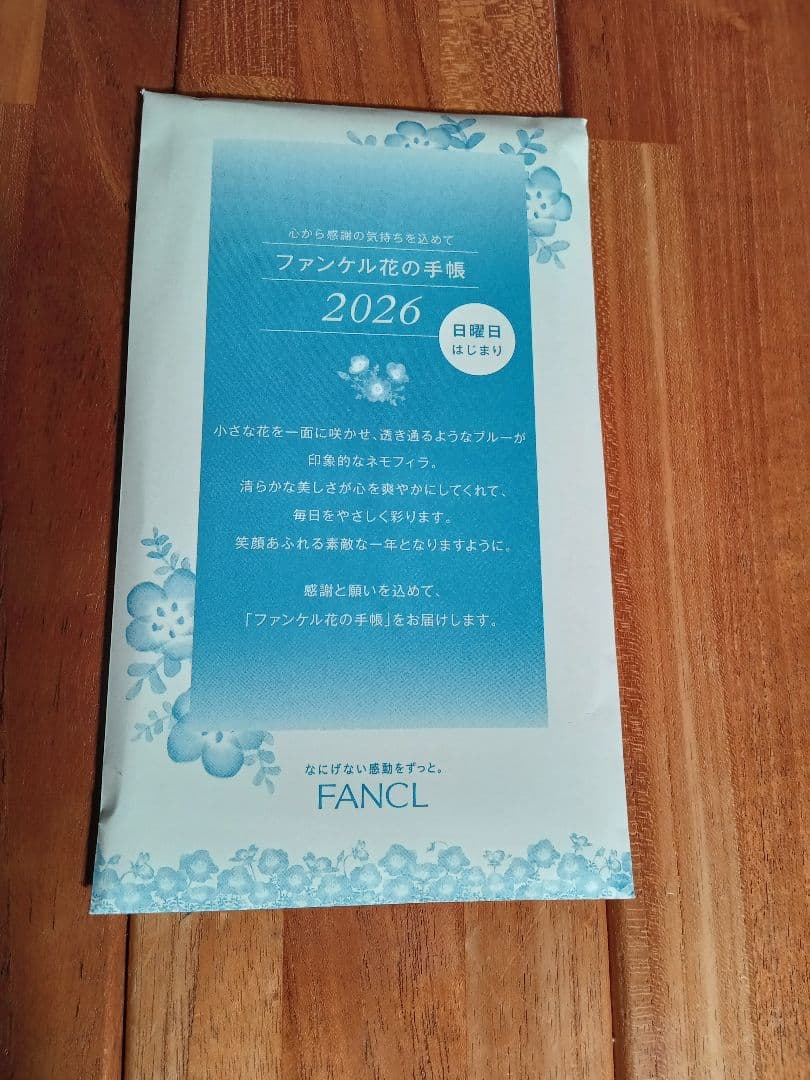 心から感謝の気持ちを込めて
ファンケル花の手帳
2026
日曜日
はじまり
小さな花を一面に咲かせ、透き通るようなブルーが
印象的なネモフィラ。
清らかな美しさが心を爽やかにしてくれて、
毎日をやさしく彩ります。
笑顔あふれる素敵な一年となりますように。
感謝と願いを込めて、
「ファンケル花の手帳」をお届けします。
なにげない感動をずっと。
FANCL